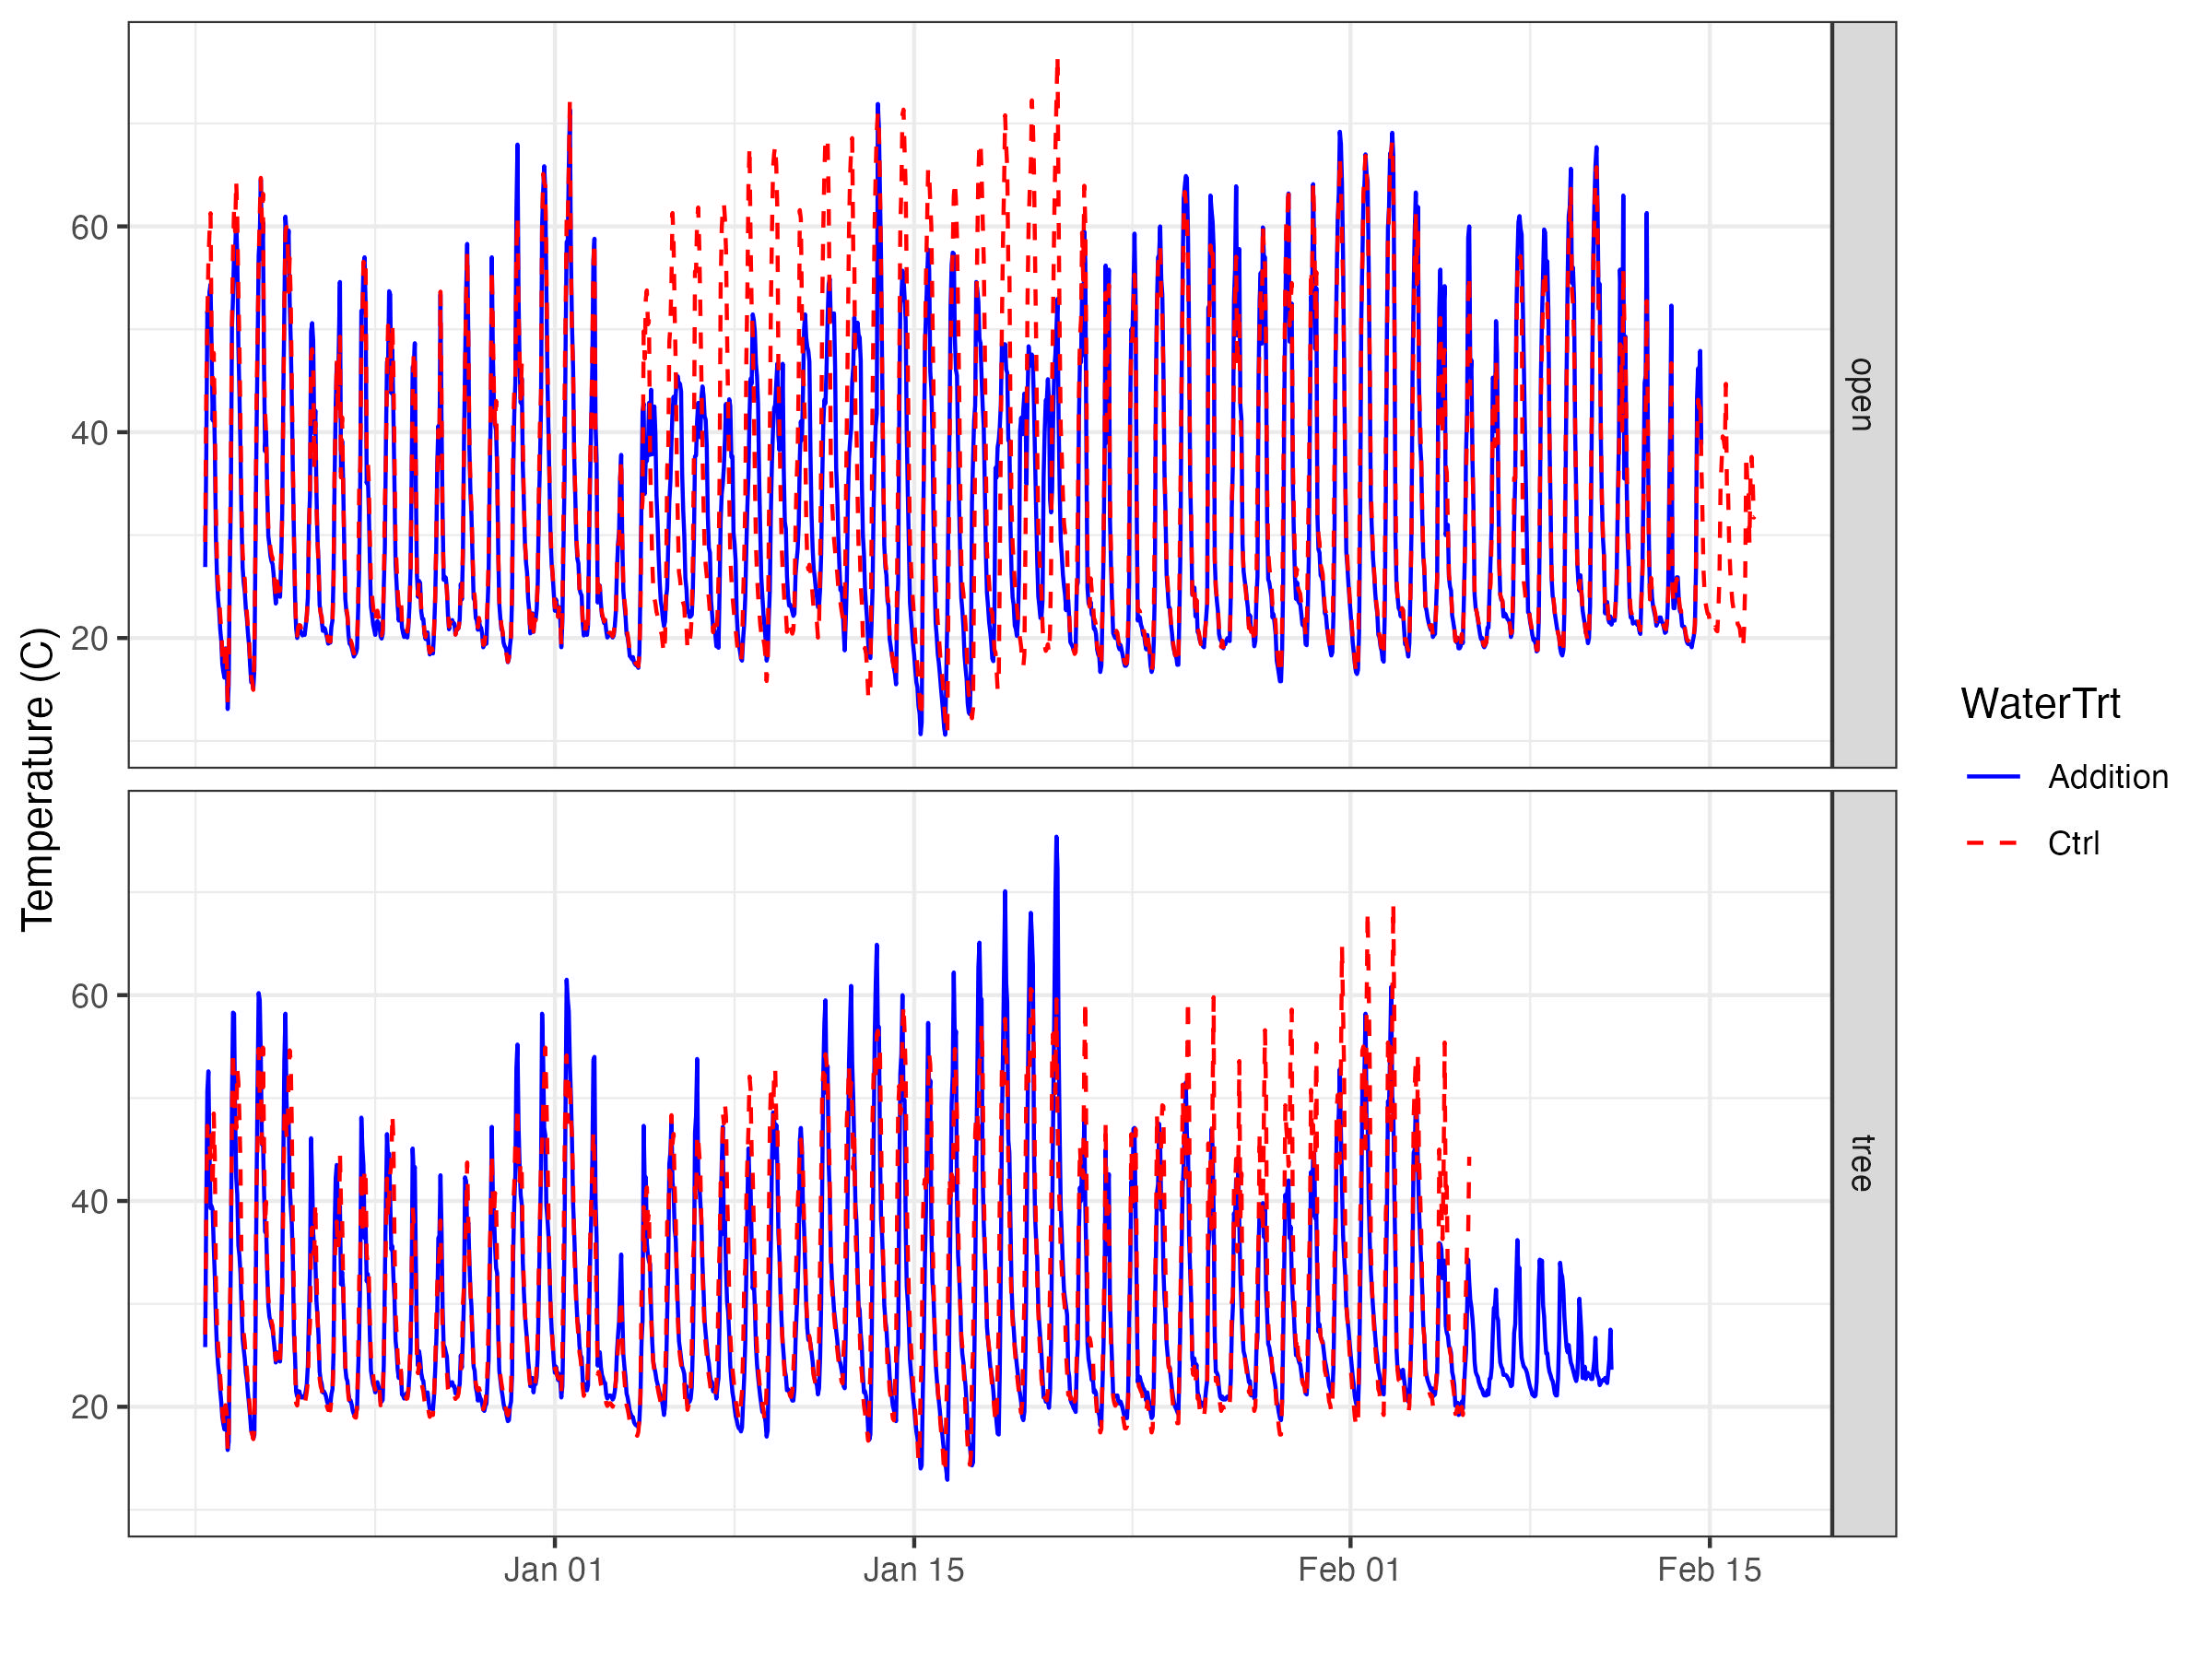 60
40
20
open
Temperature (C)
60
40
20
tree
Jan 01
Jan 15
Feb 01
Feb 15
WaterTrt
Addition
Ctrl